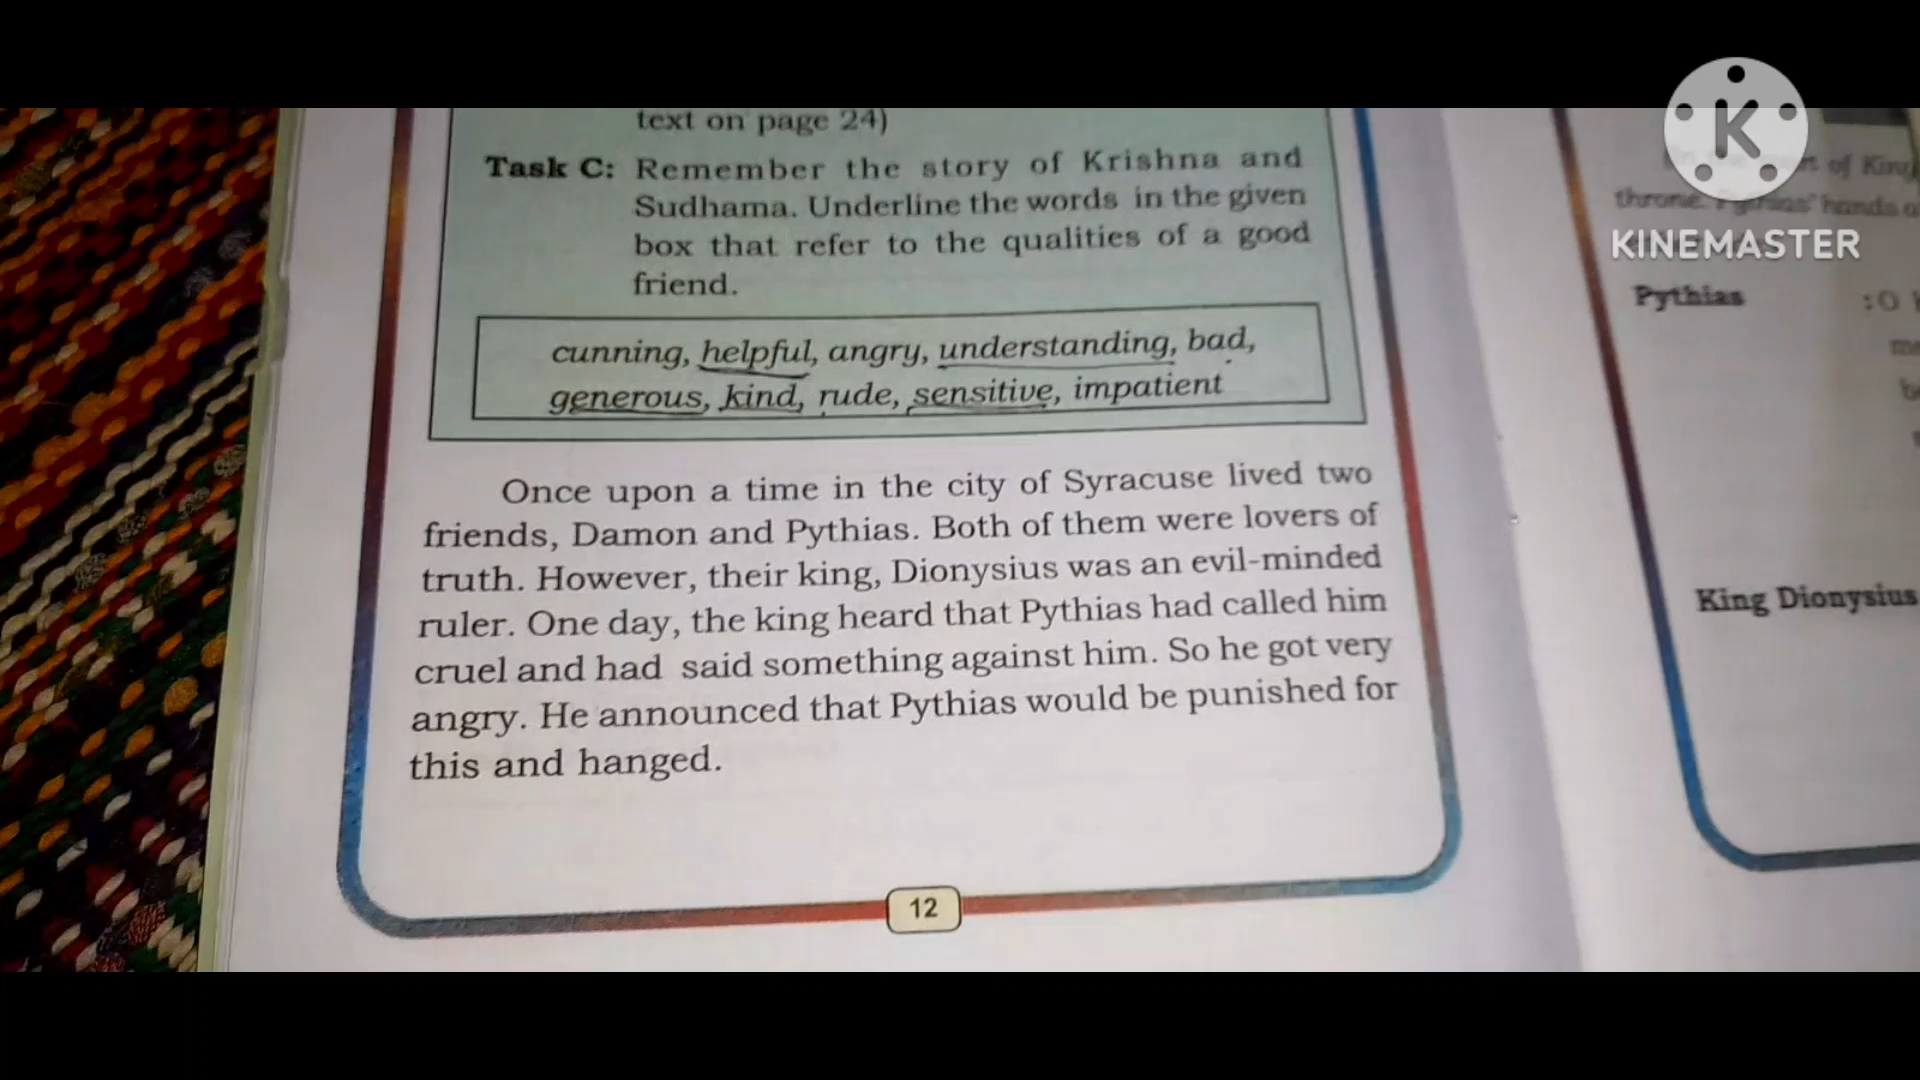 text on page 24)
Task C: Remember the story of Krishna and
Sudhama. Underline the words in the given
box that refer to the qualities of a good
friend.
cunning, helpful, angry, understanding, bad,
generous, kind, rude, sensitive, impatient
Once upon a time in the city of Syracuse lived two
friends, Damon and Pythias. Both of them were lovers of
truth. However, their king, Dionysius was an evil-minded
ruler. One day, the king heard that Pythias had called him
cruel and had said something against him. So he got very
angry. He announced that Pythias would be punished for
this and hanged.
12
K
KINEMASTER
of King
throne. Pythias' hands
Pythias :O
King Dionysius